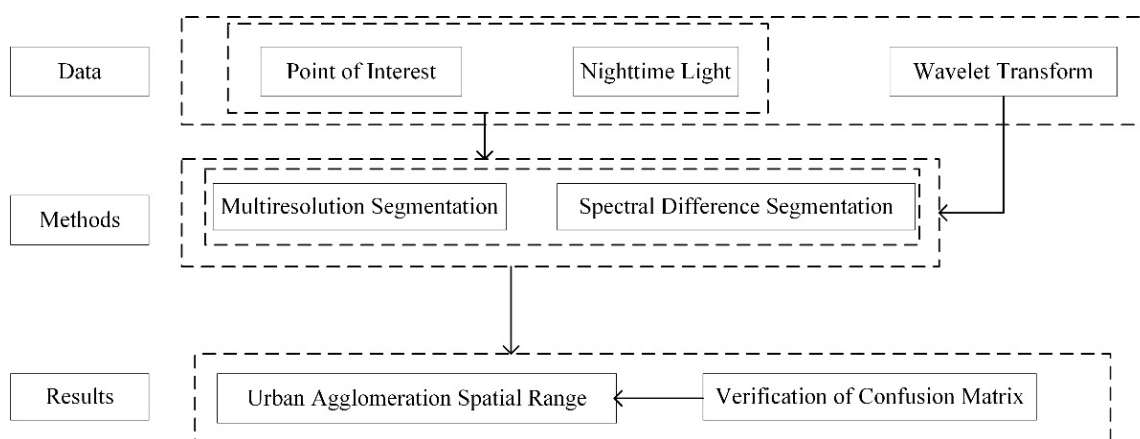 Data
Point of Interest
Nighttime Light
Wavelet Transform
Methods
Multiresolution Segmentation
Spectral Difference Segmentation
Results
Urban Agglomeration Spatial Range
Verification of Confusion Matrix